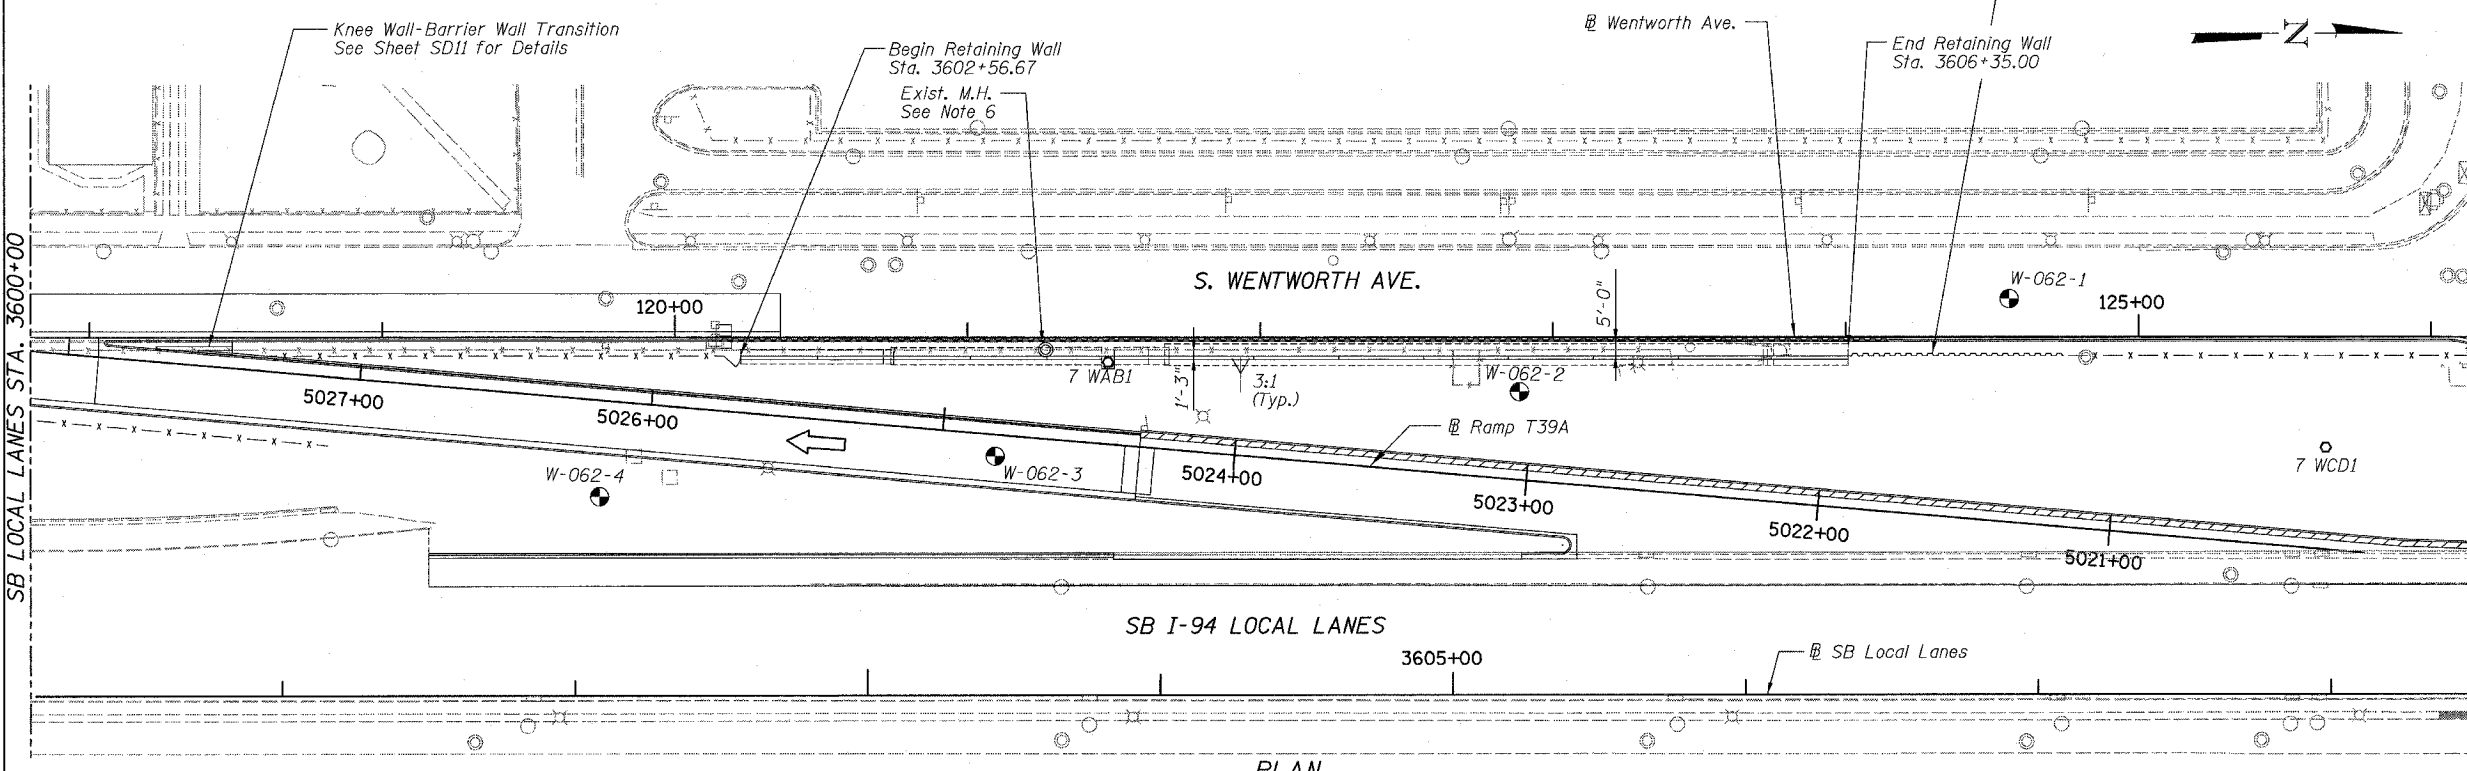 Knee Wall-Barrier Wall Transition
See Sheet SD11 for Details
Begin Retaining Wall
Sta. 3602+56.67
Exist. M.H.
See Note 6
℄ Wentworth Ave.
End Retaining Wall
Sta. 3606+35.00
N
SB LOCAL LANES STA. 3600+00
S. WENTWORTH AVE.
W-062-1
120+00
125+00
5'-0"
7 WAB1
1'-3"
3:1
(Typ.)
W-062-2
5027+00
5026+00
℄ Ramp T39A
W-062-4
W-062-3
5024+00
5023+00
5022+00
5021+00
7 WCD1
SB I-94 LOCAL LANES
3605+00
℄ SB Local Lanes
PLAN